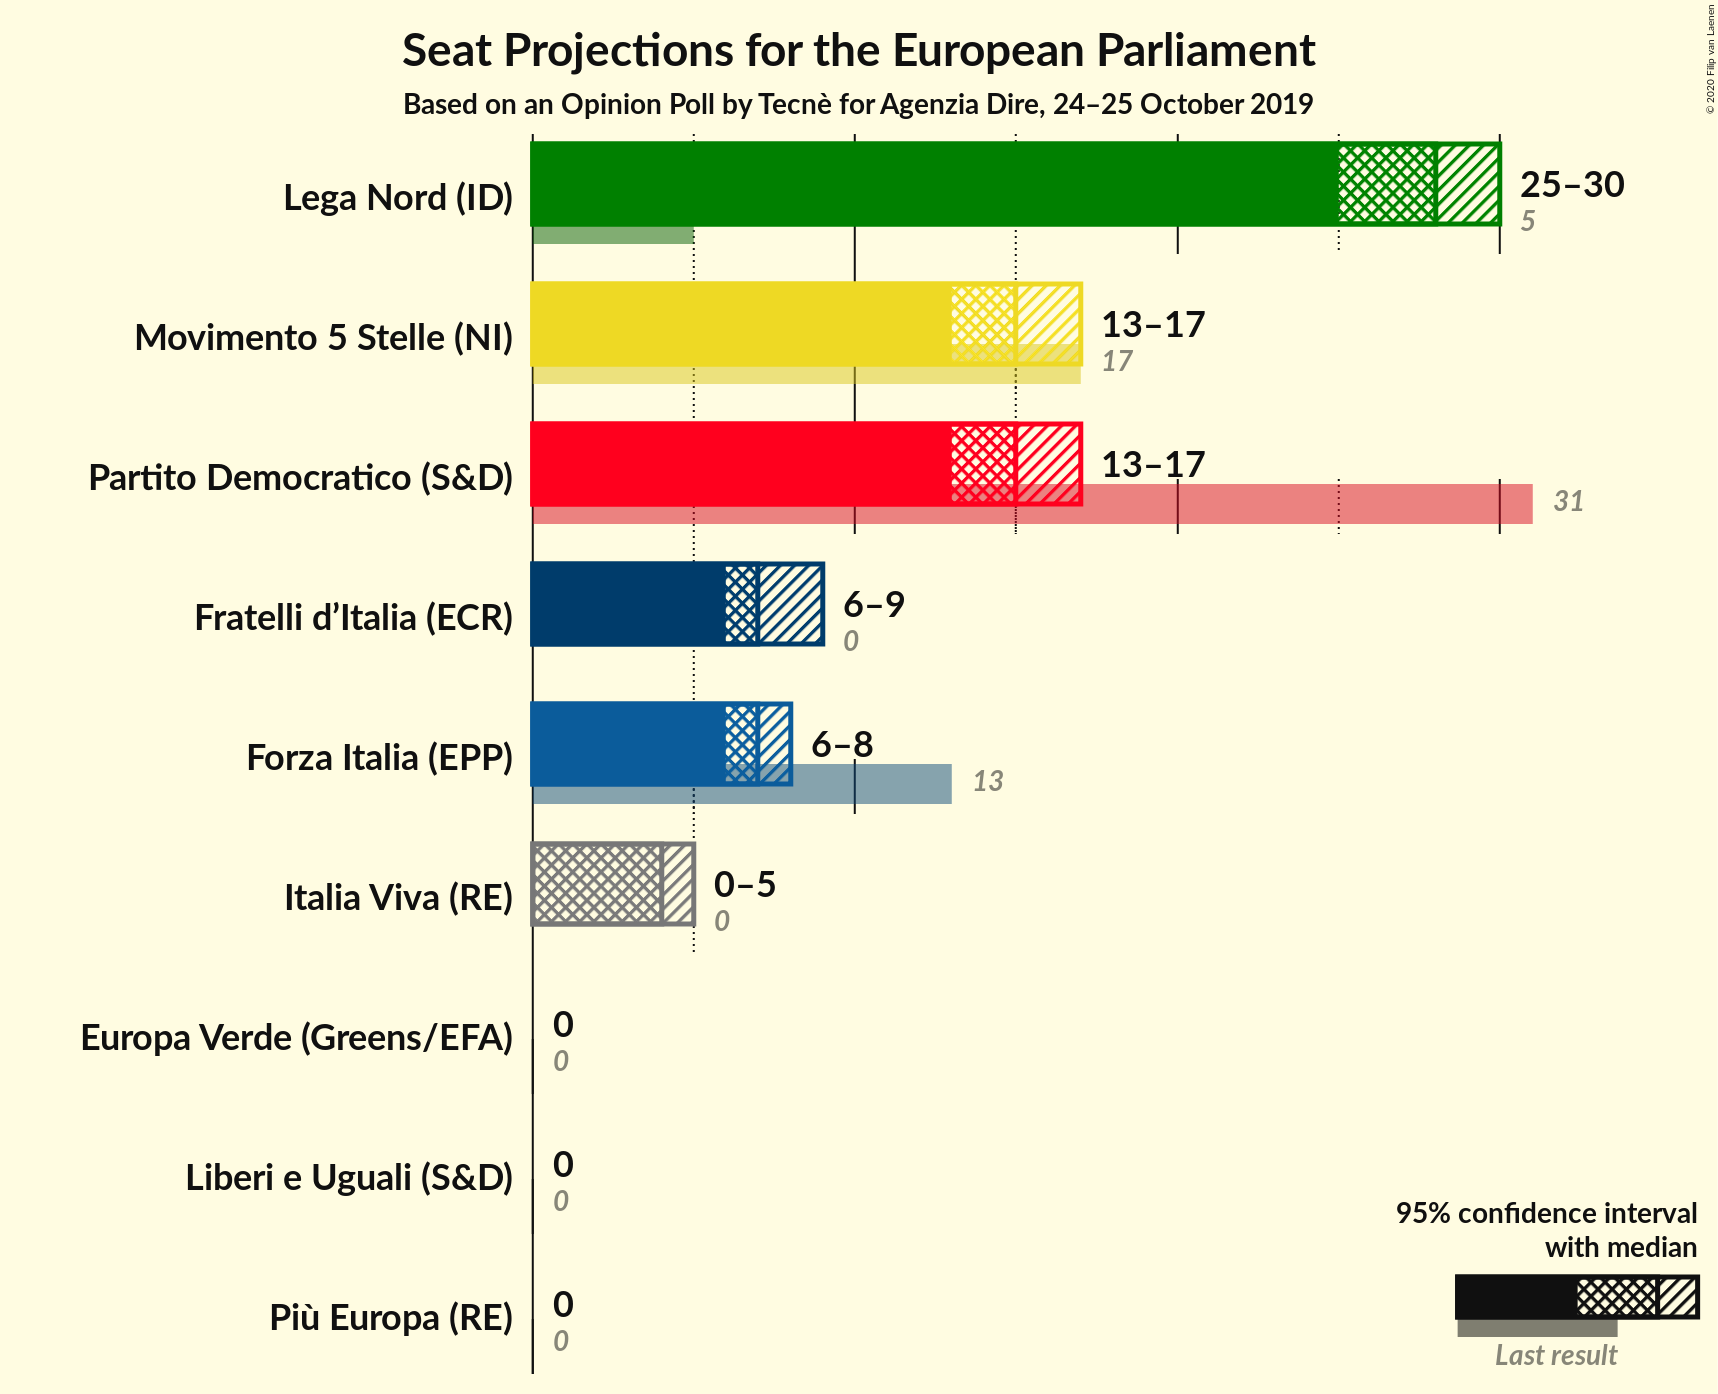 Seat Projections for the European Parliament
Based on an Opinion Poll by Tecnè for Agenzia Dire, 24–25 October 2019
© 2020 Filip van Laenen
Lega Nord (ID)
25–30
5
Movimento 5 Stelle (NI)
13–17
17
Partito Democratico (S&D)
13–17
31
Fratelli d’Italia (ECR)
6–9
0
Forza Italia (EPP)
6–8
13
Italia Viva (RE)
0–5
0
Europa Verde (Greens/EFA)
0
0
Liberi e Uguali (S&D)
0
0
Più Europa (RE)
0
0
95% confidence interval
with median
Last result